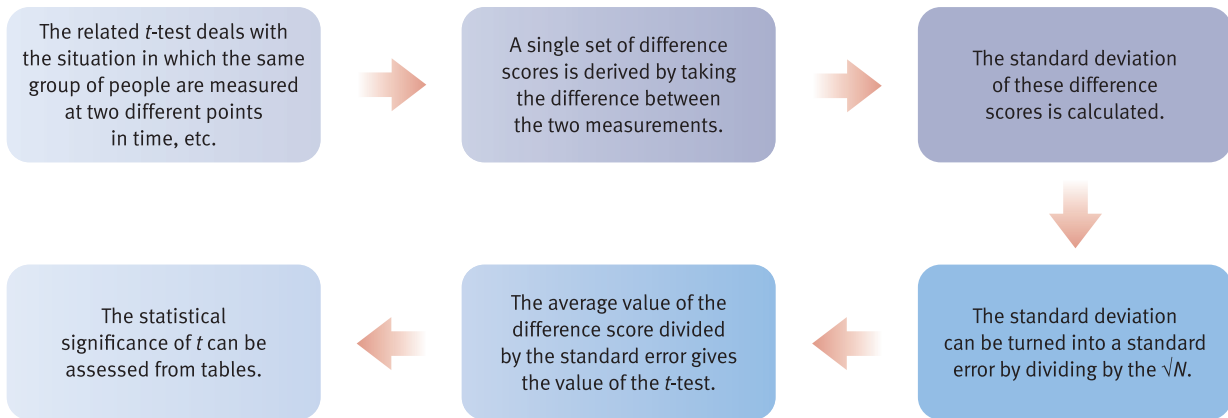 The related t-test deals with
the situation in which the same
group of people are measured
at two different points
in time, etc.
A single set of difference
scores is derived by taking
the difference between
the two measurements.
The standard deviation
of these difference
scores is calculated.
The standard deviation
can be turned into a standard
error by dividing by the √N.
The average value of the
difference score divided
by the standard error gives
the value of the t-test.
The statistical
significance of t can be
assessed from tables.